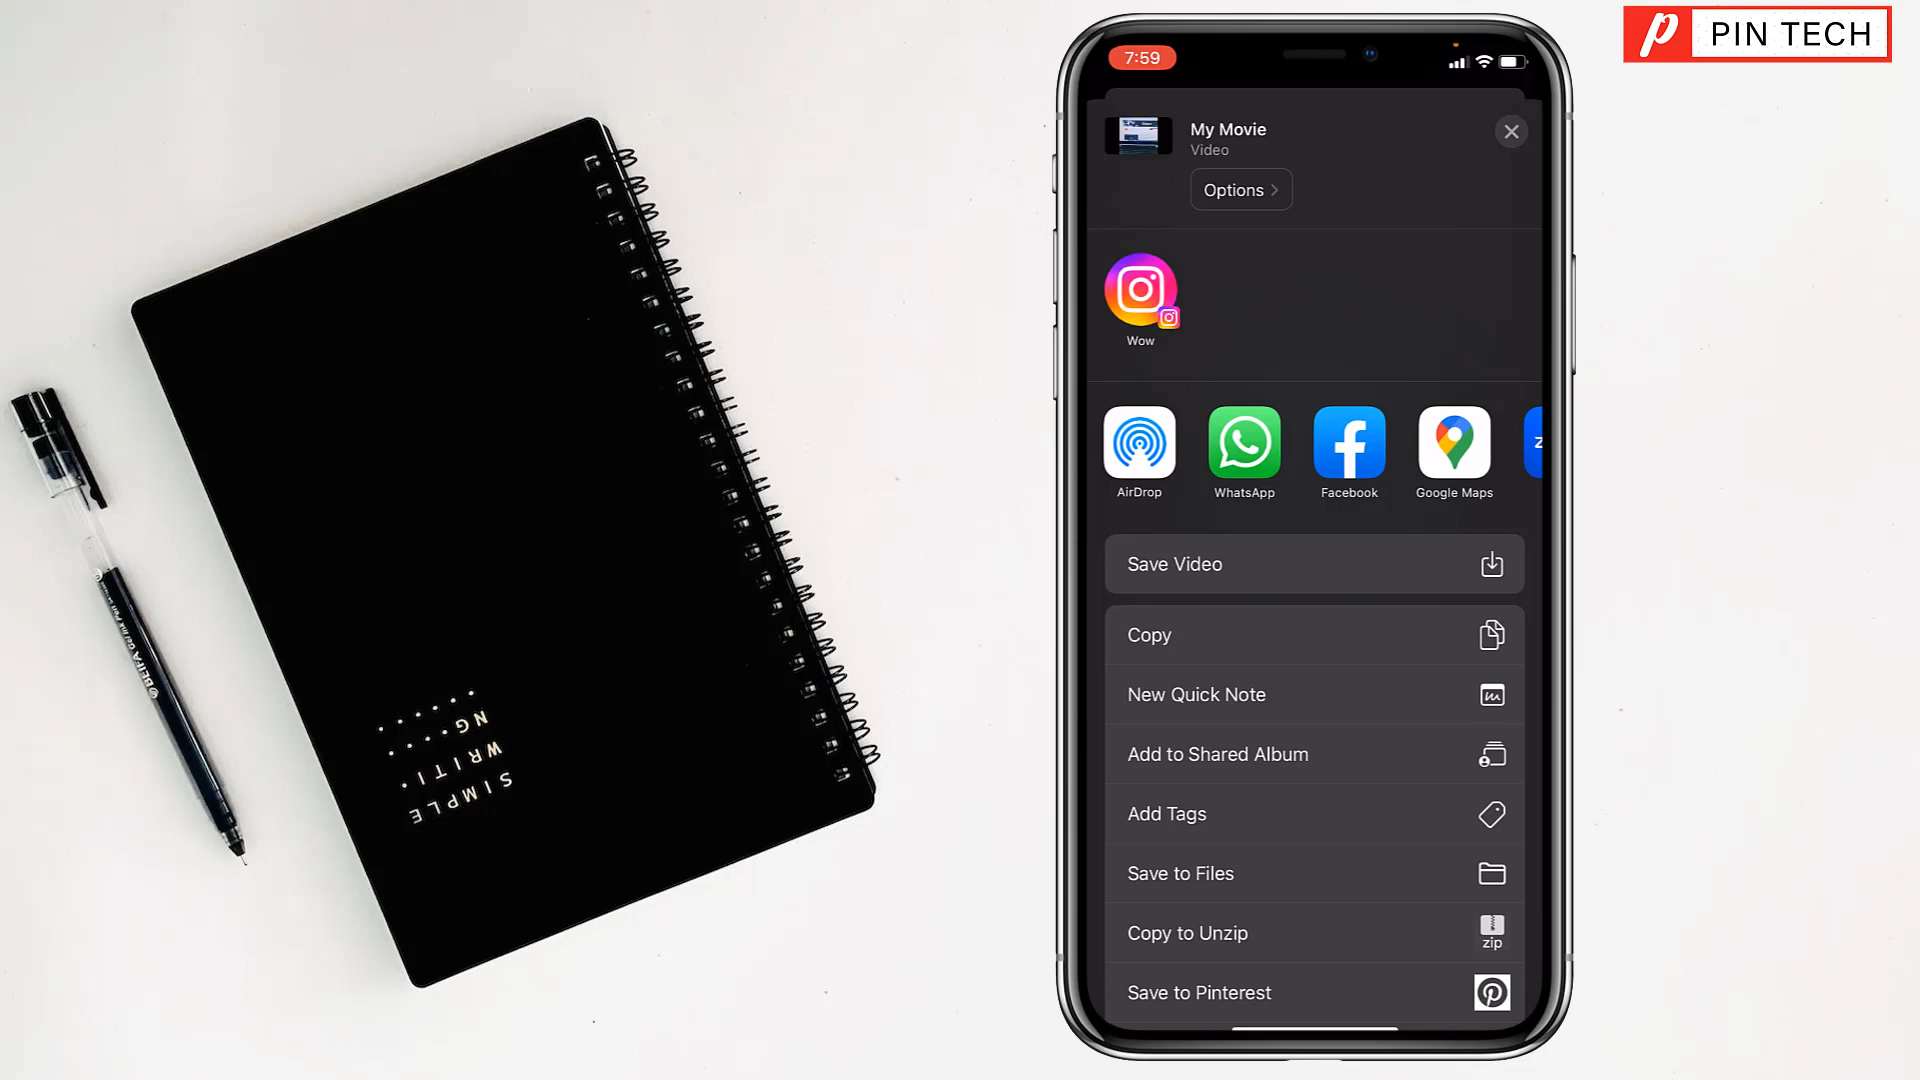 PIN TECH
7:59
My Movie
Video
Options
Wow
AirDrop
WhatsApp
Facebook
Google Maps
Save Video
Copy
New Quick Note
Add to Shared Album
Add Tags
Save to Files
Copy to Unzip
zip
Save to Pinterest
SIMPLE
WRITI
NG